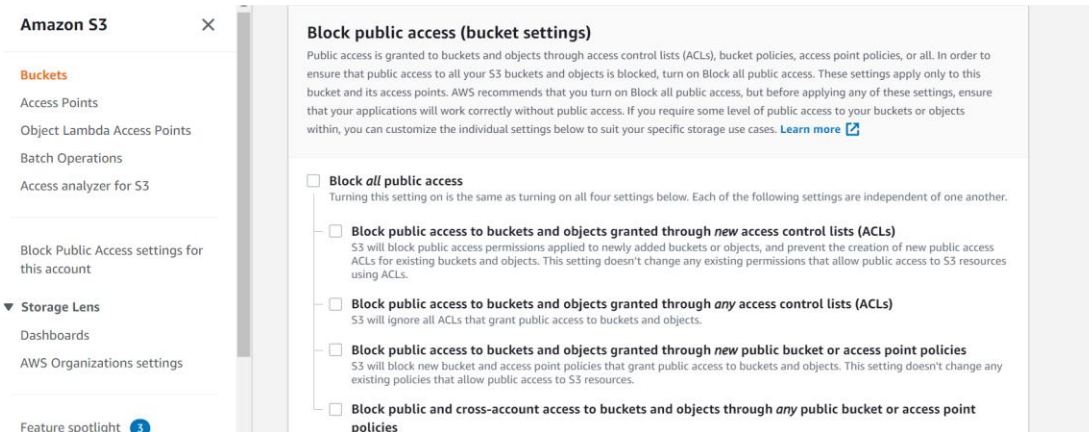 Amazon S3
Buckets
Access Points
Object Lambda Access Points
Batch Operations
Access analyzer for S3
Block Public Access settings for
this account
Storage Lens
Dashboards
AWS Organizations settings
Feature spotlight 3
Block public access (bucket settings)
Public access is granted to buckets and objects through access control lists (ACLs), bucket policies, access point policies, or all. In order to
ensure that public access to all your S3 buckets and objects is blocked, turn on Block all public access. These settings apply only to this
bucket and its access points. AWS recommends that you turn on Block all public access, but before applying any of these settings, ensure
that your applications will work correctly without public access. If you require some level of public access to your buckets or objects
within, you can customize the individual settings below to suit your specific storage use cases. Learn more
Block all public access
Turning this setting on is the same as turning on all four settings below. Each of the following settings are independent of one another.
Block public access to buckets and objects granted through new access control lists (ACLs)
S3 will block public access permissions applied to newly added buckets or objects, and prevent the creation of new public access
ACLs for existing buckets and objects. This setting doesn't change any existing permissions that allow public access to S3 resources
using ACLs.
Block public access to buckets and objects granted through any access control lists (ACLs)
S3 will ignore all ACLs that grant public access to buckets and objects.
Block public access to buckets and objects granted through new public bucket or access point policies
S3 will block new bucket and access point policies that grant public access to buckets and objects. This setting doesn't change any
existing policies that allow public access to S3 resources.
Block public and cross-account access to buckets and objects through any public bucket or access point
policies